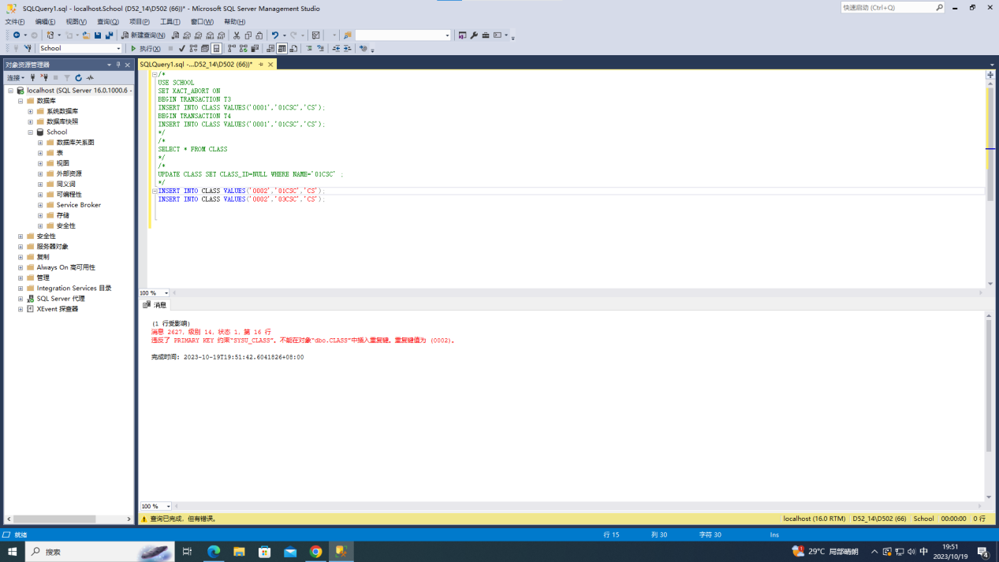 SQLQuery1.sql - localhost.School (D52_14\D502 (66))* - Microsoft SQL Server Management Studio
快速启动 (Ctrl+Q)
文件(F) 编辑(E) 视图(V) 查询(Q) 项目(P) 工具(T) 窗口(W) 帮助(H)
新建查询(N)
School 执行(X)
对象资源管理器
连接
localhost (SQL Server 16.0.1000.6 -
数据库
系统数据库
数据库快照
School
数据库关系图
表
视图
外部资源
同义词
可编程性
Service Broker
存储
安全性
安全性
服务器对象
复制
Always On 高可用性
管理
Integration Services 目录
SQL Server 代理
XEvent 探查器
SQLQuery1.sql -...D52_14\D502 (66))*
/*
USE SCHOOL
SET XACT_ABORT ON
BEGIN TRANSACTION T3
INSERT INTO CLASS VALUES('0001','01CSC','CS');
BEGIN TRANSACTION T4
INSERT INTO CLASS VALUES('0001','01CSC','CS');
*/
/*
SELECT * FROM CLASS
*/
/*
UPDATE CLASS SET CLASS_ID=NULL WHERE NAME='01CSC' ;
*/
INSERT INTO CLASS VALUES('0002','01CSC','CS');
INSERT INTO CLASS VALUES('0002','03CSC','CS');
100 %
消息
(1 行受影响)
消息 2627，级别 14，状态 1，第 16 行
违反了 PRIMARY KEY 约束“SYSU_CLASS”。不能在对象“dbo.CLASS”中插入重复键。重复键值为 (0002)。
完成时间: 2023-10-19T19:51:42.6041826+08:00
100 %
查询已完成，但有错误。 localhost (16.0 RTM) D52_14\D502 (66) School 00:00:00 0 行
就绪 行 15 列 30 字符 30 Ins
搜索 29°C 局部晴朗 中 19:51
2023/10/19 4